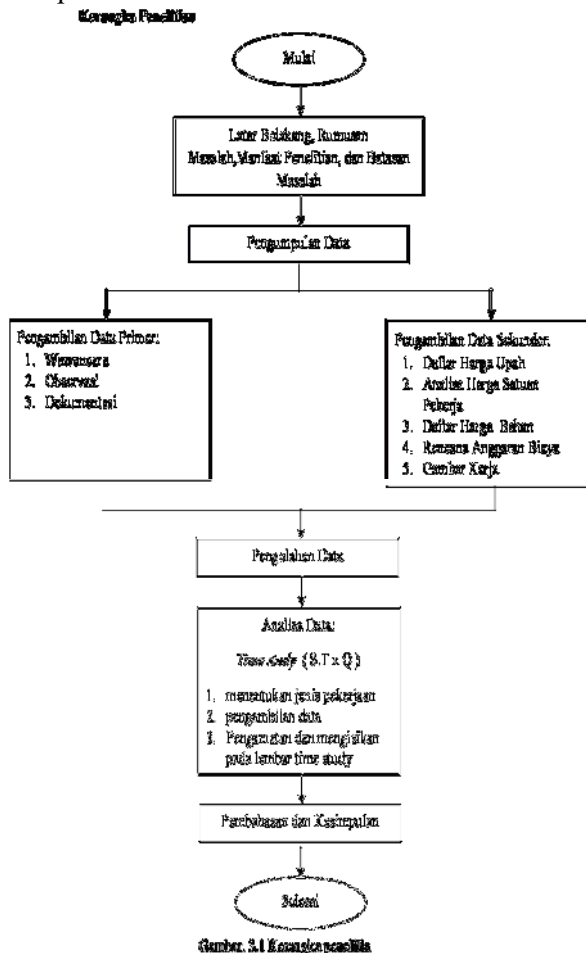 Kerangka Penelitian
Mulai
Latar Belakang, Rumusan
Masalah,Manfaat Penelitian, dan Batasan
Masalah
Pengumpulan Data
Pengambilan Data Primer:
1. Wawancara
2. Observasi
3. Dokumentasi
Pengambilan Data Sekunder:
1. Daftar Harga Upah
2. Analisa Harga Satuan
Pekerja
3. Daftar Harga Bahan
4. Rencana Anggaran Biaya
5. Gambar Kerja
Pengolahan Data
Analisa Data:
Time study ( S.T x Q )
1. menentukan jenis pekerjaan
2. pengambilan data
3. Pengamatan dan mengisikan
pada lembar time study
Pembahasan dan Kesimpulan
Selesai
Gambar. 3.1 Kerangka